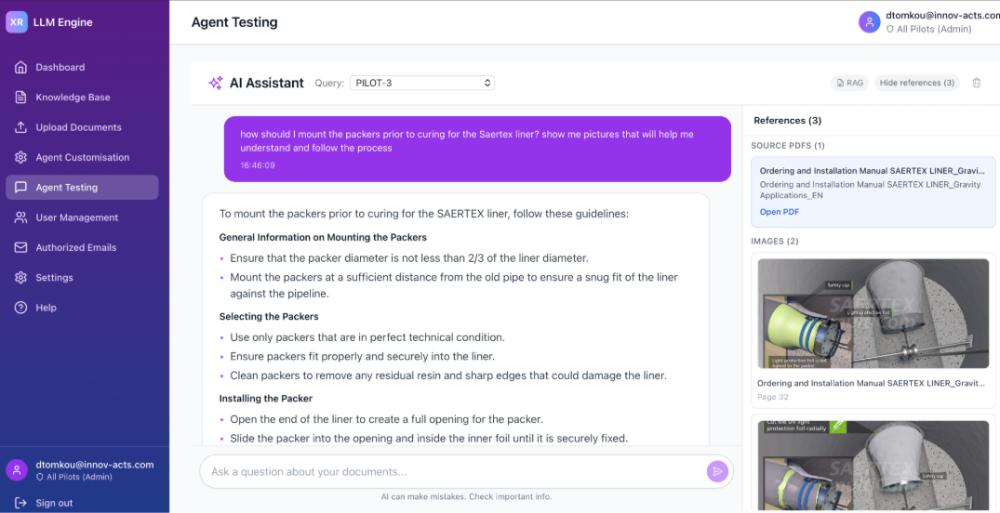 XR LLM Engine
Dashboard
Knowledge Base
Upload Documents
Agent Customisation
Agent Testing
User Management
Authorized Emails
Settings
Help
dtomkou@innov-acts.com
All Pilots (Admin)
Sign out
Agent Testing
dtomkou@innov-acts.com
All Pilots (Admin)
AI Assistant Query: PILOT-3
RAG Hide references (3)
how should I mount the packers prior to curing for the Saertex liner? show me pictures that will help me
understand and follow the process
16:46:09
To mount the packers prior to curing for the SAERTEX liner, follow these guidelines:
General Information on Mounting the Packers
• Ensure that the packer diameter is not less than 2/3 of the liner diameter.
• Mount the packers at a sufficient distance from the old pipe to ensure a snug fit of the liner
against the pipeline.
Selecting the Packers
• Use only packers that are in perfect technical condition.
• Ensure packers fit properly and securely into the liner.
• Clean packers to remove any residual resin and sharp edges that could damage the liner.
Installing the Packer
• Open the end of the liner to create a full opening for the packer.
• Slide the packer into the opening and inside the inner foil until it is securely fixed.
Ask a question about your documents...
AI can make mistakes. Check important info.
References (3)
SOURCE PDFS (1)
Ordering and Installation Manual SAERTEX LINER_Gravi...
Ordering and Installation Manual SAERTEX LINER_Gravity
Applications_EN
Open PDF
IMAGES (2)
Safety cap
Light protection foil
Light protection foil is not
Ordering and Installation Manual SAERTEX LINER_Gravit...
Page 32
Cut the UV light
protection foil radially
Safety cap